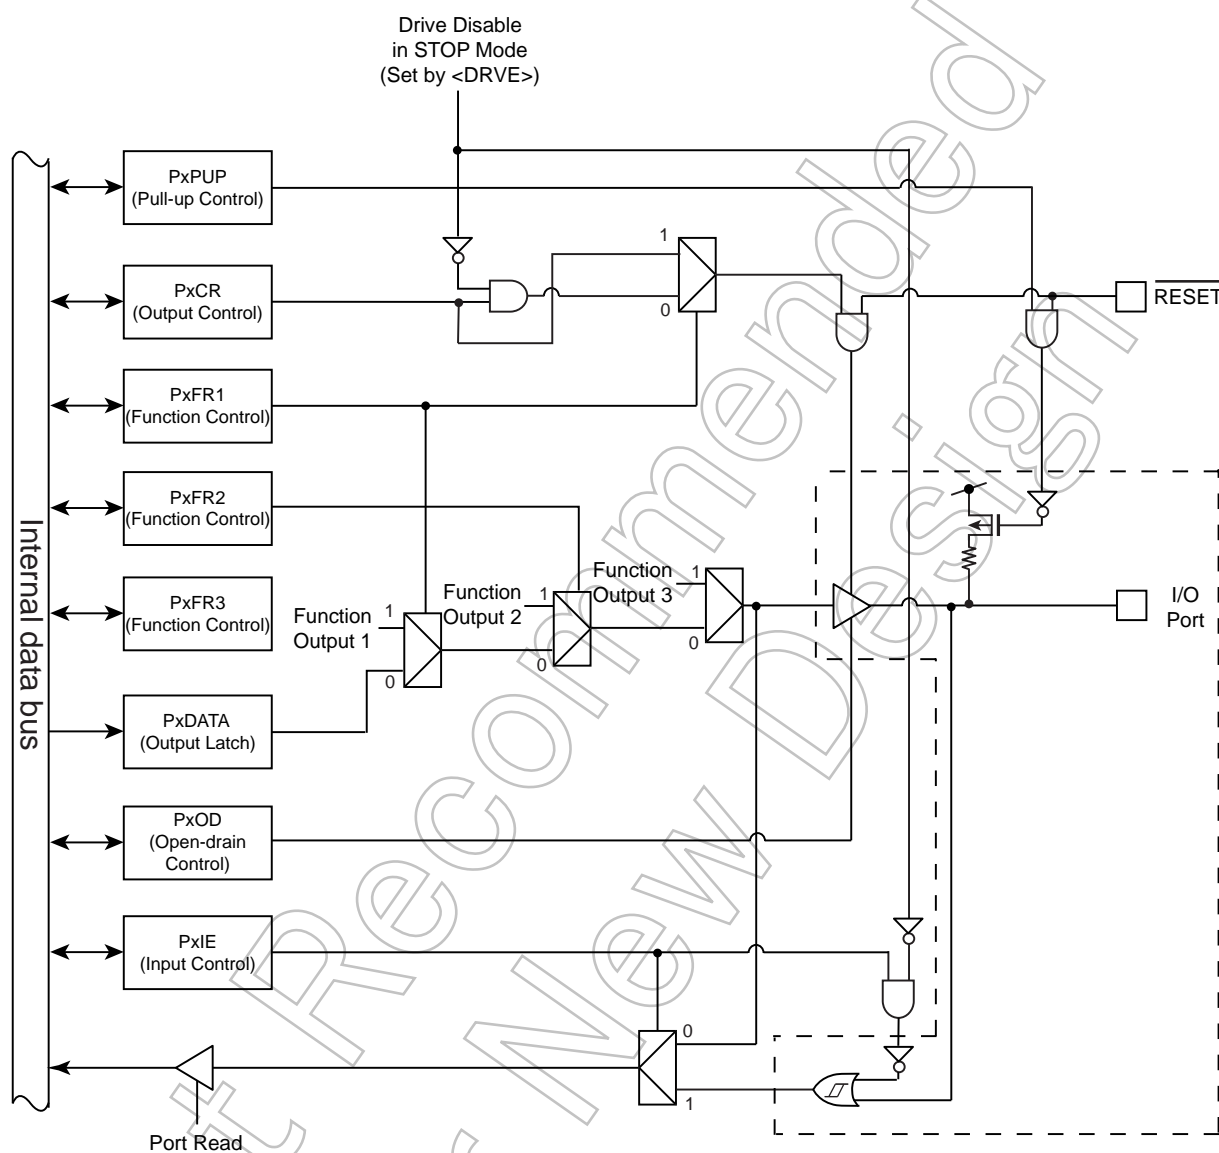 Drive Disable
in STOP Mode
(Set by <DRVE>)
PxPUP
(Pull-up Control)
1
PxCR
(Output Control)
0
RESET
PxFR1
(Function Control)
PxFR2
(Function Control)
Internal data bus
PxFR3
(Function Control)
Function
Output 1
1
0
Function
Output 2
1
0
Function
Output 3
1
0
I/O
Port
PxDATA
(Output Latch)
PxOD
(Open-drain
Control)
PxIE
(Input Control)
0
1
Port Read
t Recommended
New Design